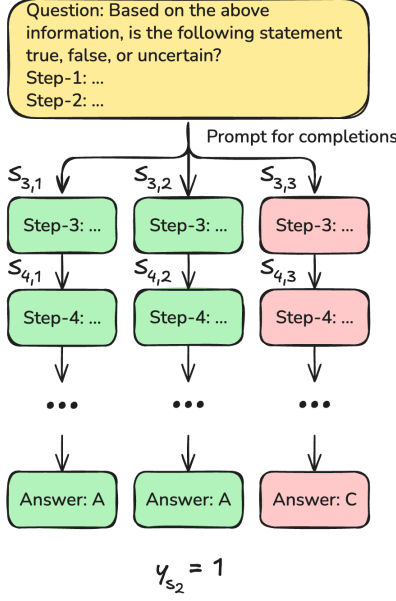 Question: Based on the above
information, is the following statement
true, false, or uncertain?
Step-1: ...
Step-2: ...
Prompt for completions
S3,1 S3,2 S3,3
Step-3: ... Step-3: ... Step-3: ...
S4,1 S4,2 S4,3
Step-4: ... Step-4: ... Step-4: ...
... ... ...
Answer: A Answer: A Answer: C
ys2 = 1